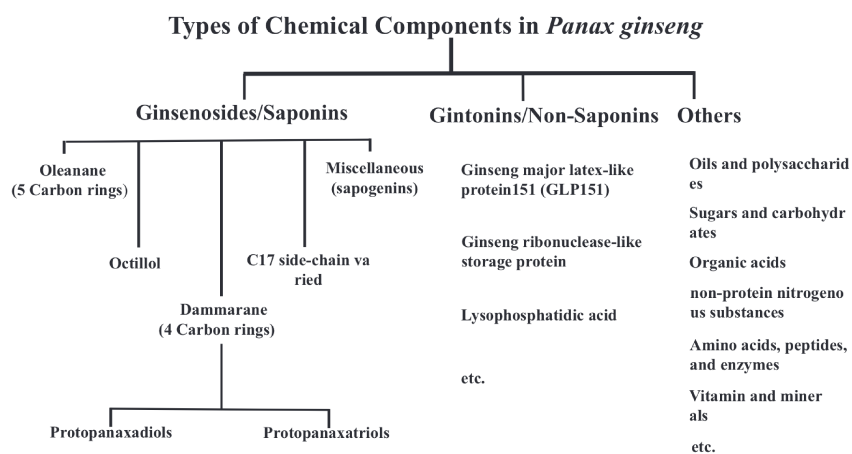 Types of Chemical Components in Panax ginseng
Ginsenosides/Saponins
Oleanane
(5 Carbon rings)
Octillol
Dammarane
(4 Carbon rings)
Protopanaxadiols
Protopanaxatriols
C17 side-chain va
ried
Miscellaneous
(sapogenins)
Gintonins/Non-Saponins
Ginseng major latex-like
protein151 (GLP151)
Ginseng ribonuclease-like
storage protein
Lysophosphatidic acid
etc.
Others
Oils and polysaccharid
es
Sugars and carbohydr
ates
Organic acids
non-protein nitrogeno
us substances
Amino acids, peptides,
and enzymes
Vitamin and miner
als
etc.